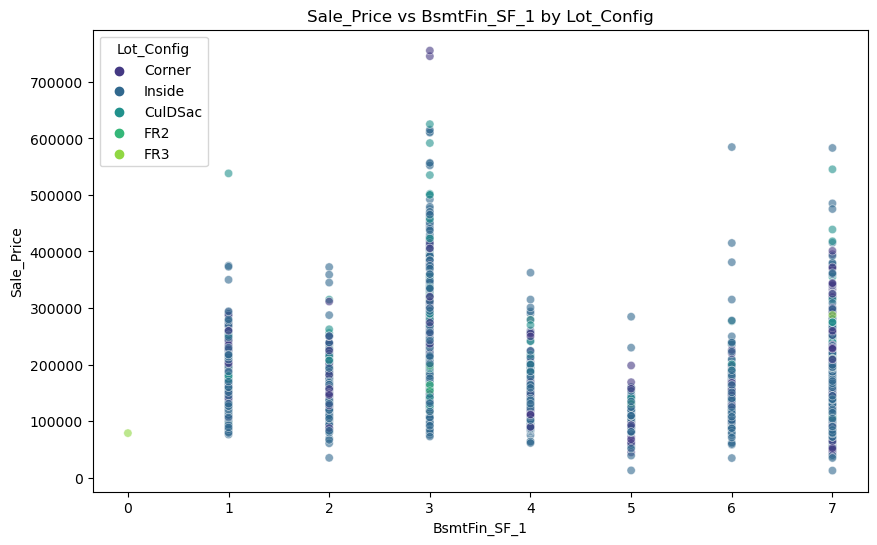 Sale_Price vs BsmtFin_SF_1 by Lot_Config
Lot_Config
Corner
Inside
CulDSac
FR2
FR3
700000
600000
500000
400000
300000
200000
100000
0
Sale_Price
0 1 2 3 4 5 6 7
BsmtFin_SF_1